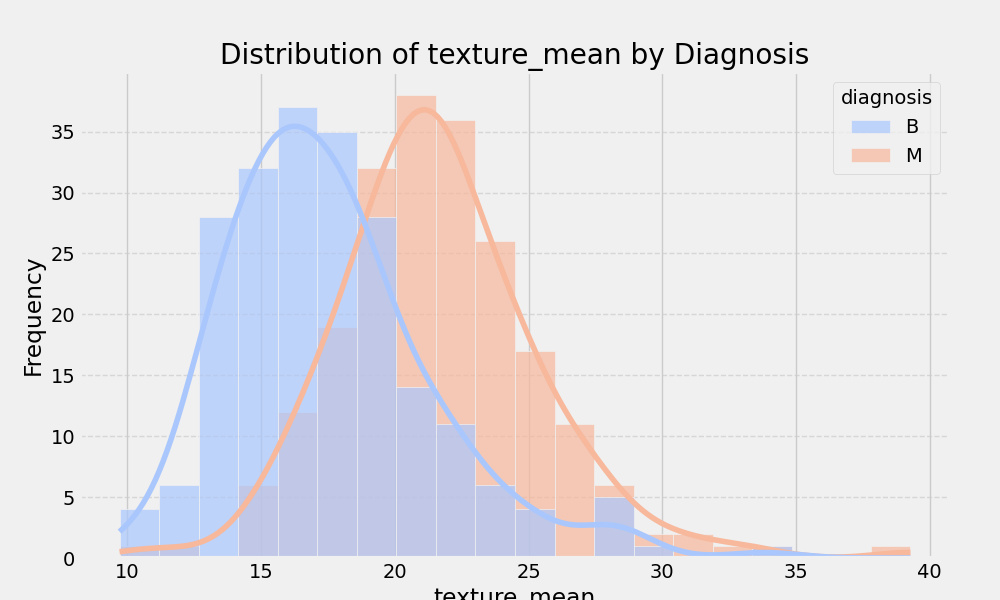 Distribution of texture_mean by Diagnosis
diagnosis
B
M
35
30
25
20
15
10
5
0
Frequency
10 15 20 25 30 35 40
texture_mean